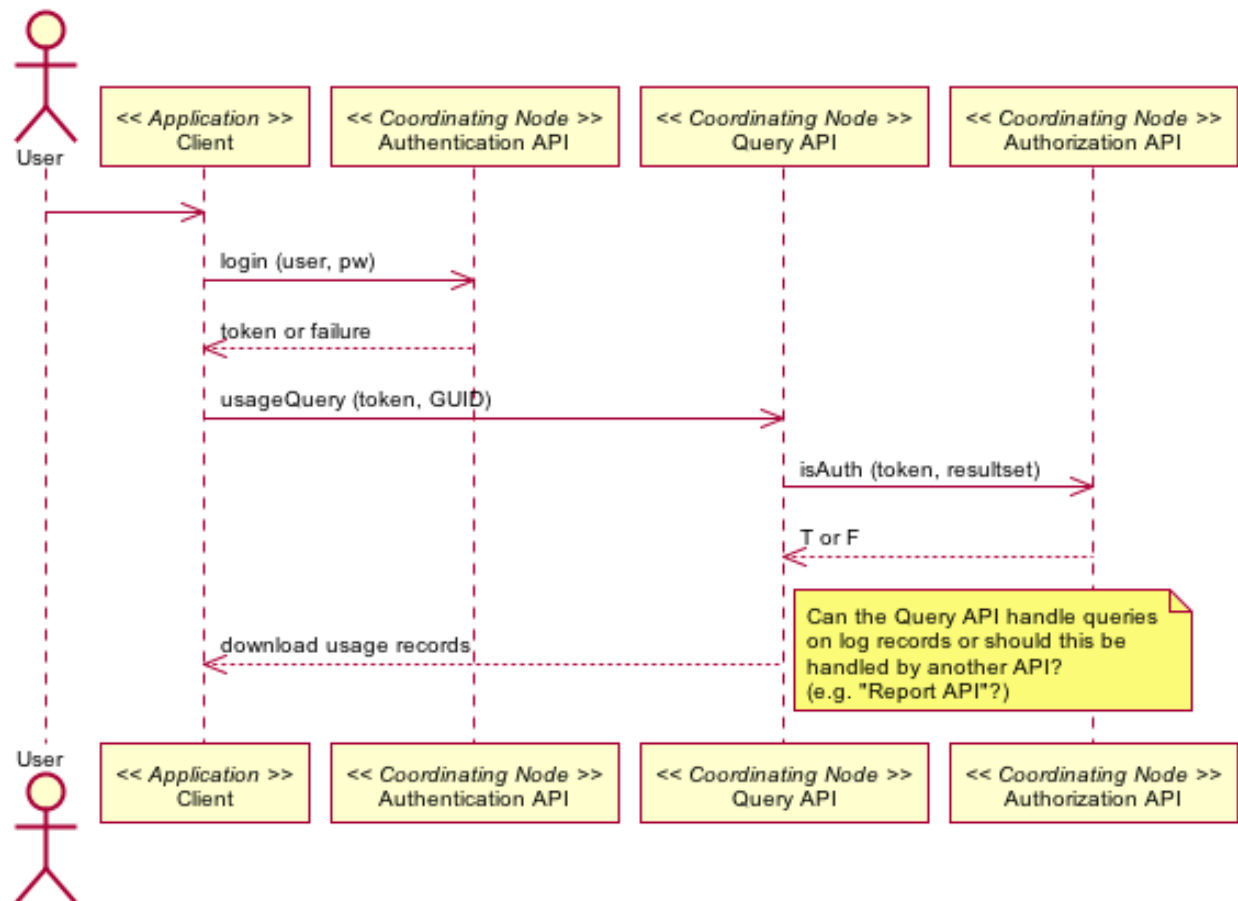 User
<< Application >>
Client
<< Coordinating Node >>
Authentication API
<< Coordinating Node >>
Query API
<< Coordinating Node >>
Authorization API
login (user, pw)
token or failure
usageQuery (token, GUID)
isAuth (token, resultset)
T or F
Can the Query API handle queries
on log records or should this be
handled by another API?
(e.g. "Report API"?)
download usage records
User
<< Application >>
Client
<< Coordinating Node >>
Authentication API
<< Coordinating Node >>
Query API
<< Coordinating Node >>
Authorization API